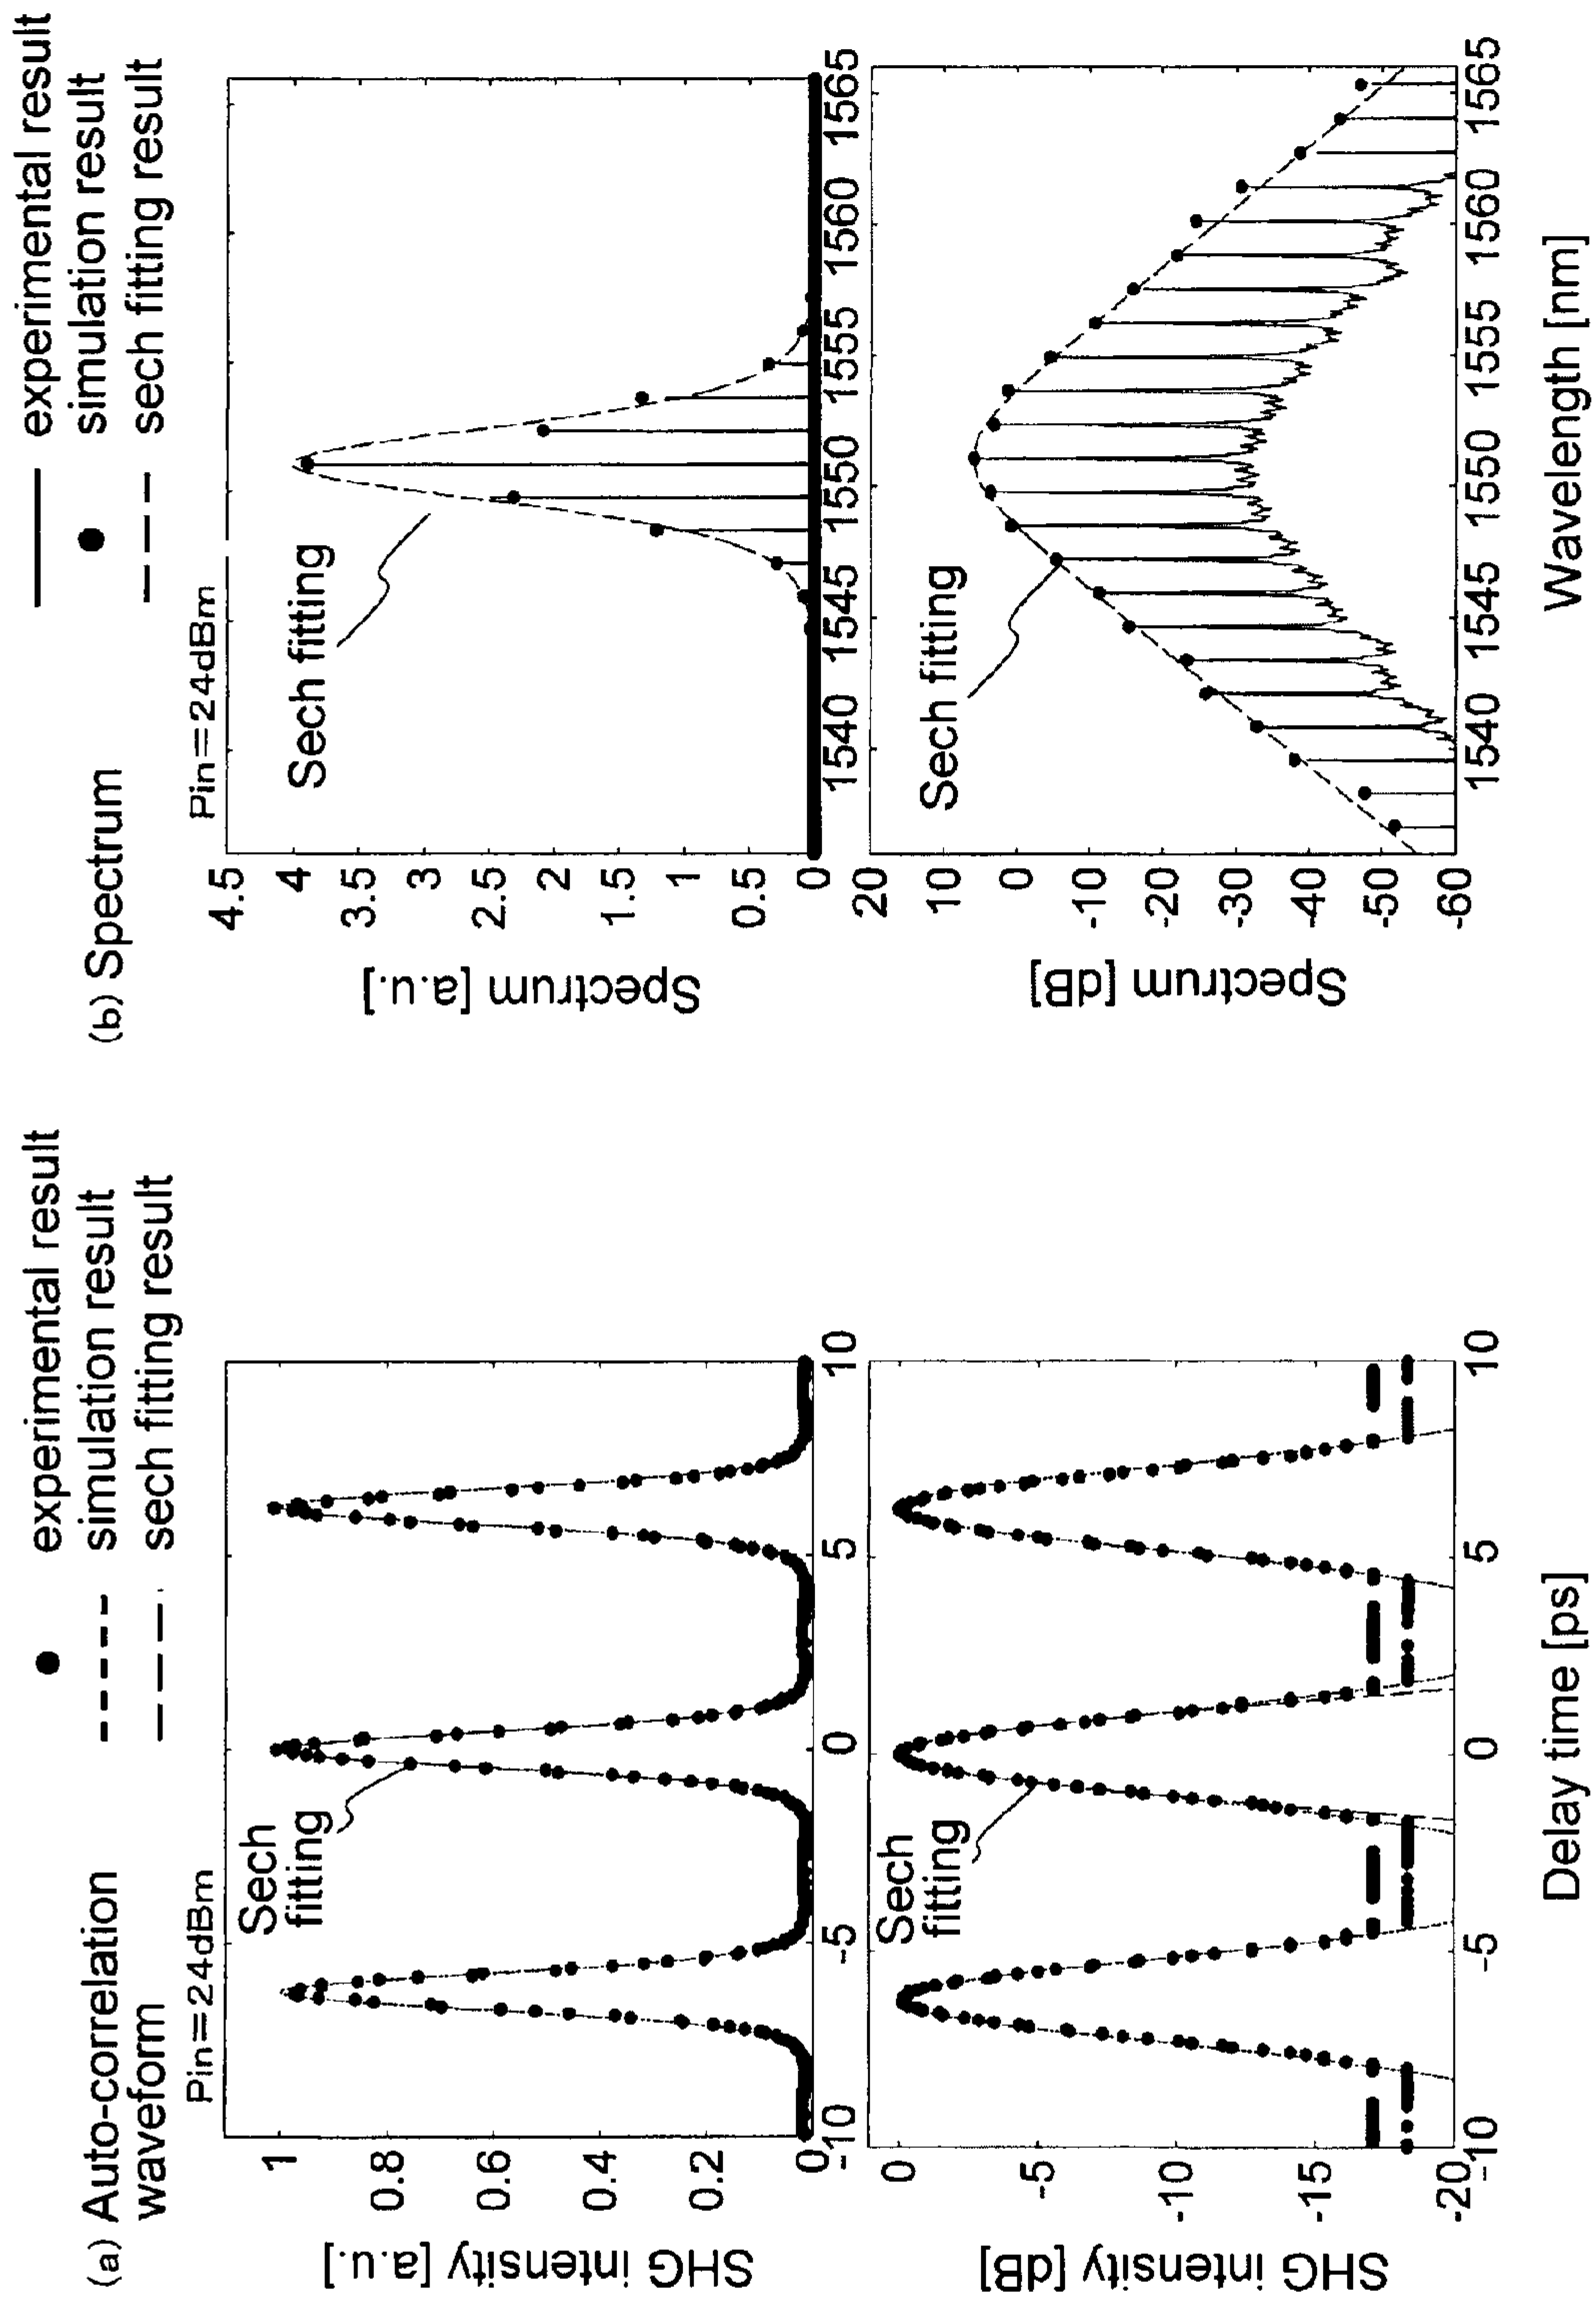 (a) Auto-correlation
waveform
experimental result
simulation result
sech fitting result
Pin=24dBm
SHG intensity [a.u.]
1
0.8
0.6
0.4
0.2
0
Sech
fitting
-10
-5
0
5
10
SHG intensity [dB]
0
-5
-10
-15
-20
Sech
fitting
-10
-5
0
5
10
Delay time [ps]
(b) Spectrum
experimental result
simulation result
sech fitting result
Pin=24dBm
Spectrum [a.u.]
4.5
4
3.5
3
2.5
2
1.5
1
0.5
0
Sech fitting
1540
1545
1550
1555
1560
1565
Spectrum [dB]
20
10
0
-10
-20
-30
-40
-50
-60
Sech fitting
1540
1545
1550
1555
1560
1565
Wavelength [nm]